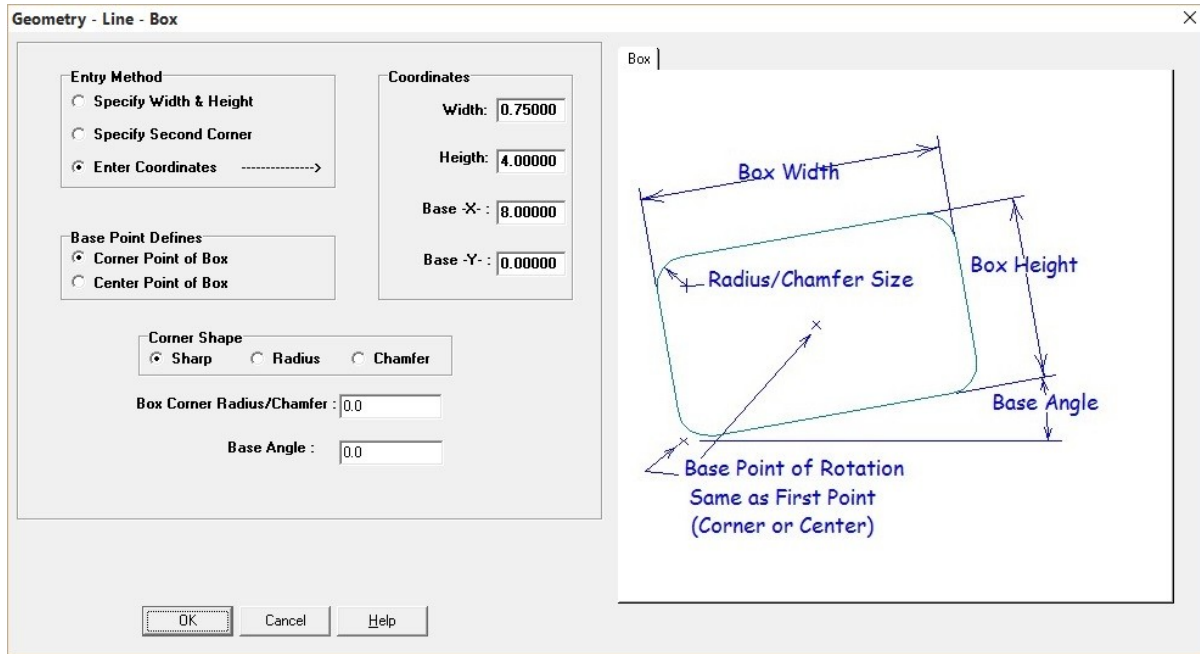 Geometry - Line - Box
Entry Method
Specify Width & Height
Specify Second Corner
Enter Coordinates ------------->
Coordinates
Width: 0.75000
Heigth: 4.00000
Base -X- : 8.00000
Base -Y- : 0.00000
Base Point Defines
Corner Point of Box
Center Point of Box
Corner Shape
Sharp Radius Chamfer
Box Corner Radius/Chamfer : 0.0
Base Angle : 0.0
OK Cancel Help
Box
Box Width
Box Height
Radius/Chamfer Size
Base Angle
Base Point of Rotation
Same as First Point
(Corner or Center)